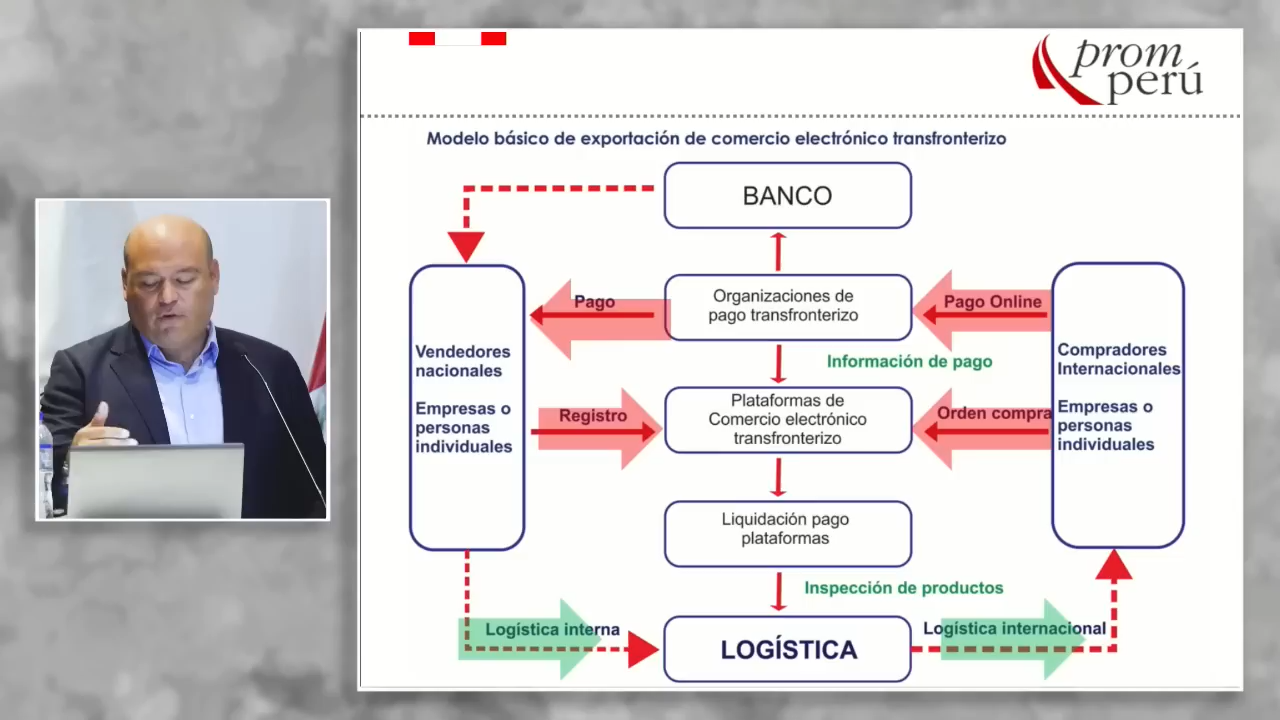 prom
perú
Modelo básico de exportación de comercio electrónico transfronterizo
BANCO
Organizaciones de
pago transfronterizo
Pago
Pago Online
Información de pago
Vendedores
nacionales
Empresas o
personas
individuales
Compradores
Internacionales
Empresas o
personas
individuales
Registro
Plataformas de
Comercio electrónico
transfronterizo
Orden compra
Liquidación pago
plataformas
Inspección de productos
Logística interna
LOGÍSTICA
Logística internacional